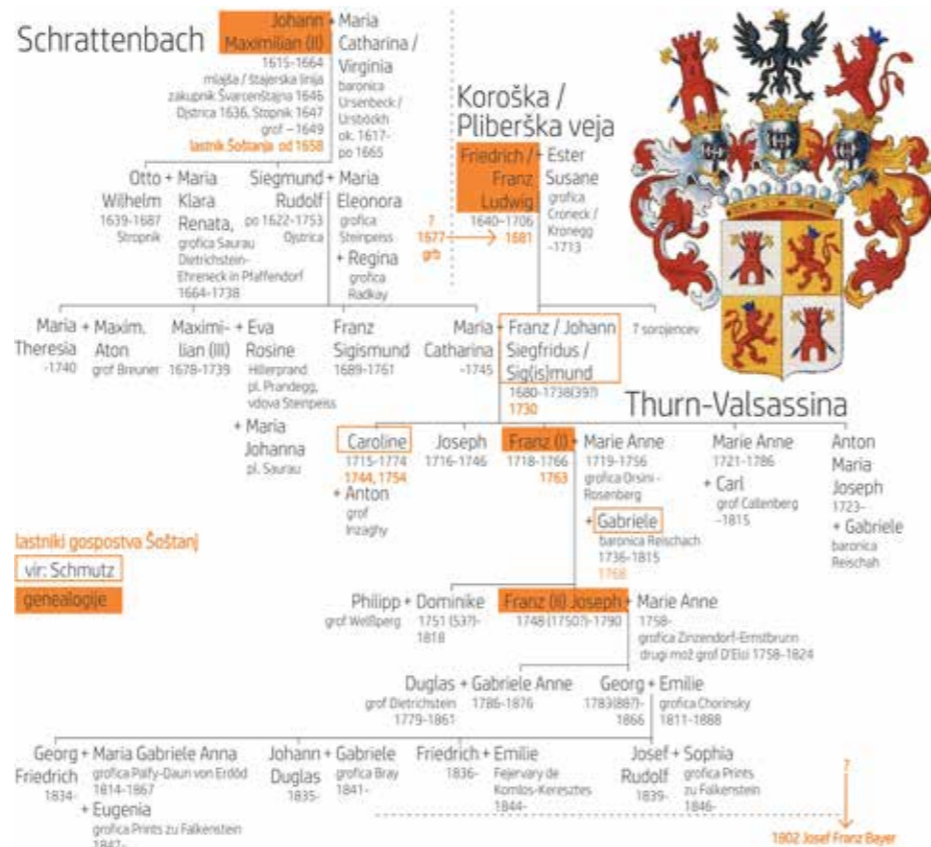 Schrattenbach
Johann + Maria
Maximilian (II) Catharina /
Virginia
1615-1664
mlajša / štajerska linija
zakupnik Švarcenštajna 1646
Ojstrica 1636, Stopnik 1647
grof –1649
lastnik Šoštanja od 1658
baronica
Ursenbeck /
Ursböckh
ok. 1617-
po 1665
Koroška /
Pliberška veja
Friedrich / + Ester
Franz Susane
Ludwig
1640–1706
1681
grofica
Croneck /
Kronegg
-1713
Otto + Maria
Wilhelm Klara
Renata,
1639-1687
Stropnik
grofica Saurau
Dietrichstein-
Ehreneck in Pfaffendorf
1664-1738
Siegmund + Maria
Rudolf Eleonora
po 1622-1753
Ojstrica
grofica
Steinpeiss
+ Regina
grofica
Radkay
?
1677
grb
Maria + Maxim.
Theresia Aton
-1740 grof Breuner
Maximi- + Eva
lian (III) Rosine
1678-1739
Hillerprand
pl. Prandegg,
vdova Steinpeiss
+ Maria
Johanna
pl. Saurau
Franz
Sigismund
1689-1761
Maria + Franz / Johann
Catharina Siegfridus /
-1745 Sig(is)mund
1680-1738(39?)
1730
? sorojencev
Thurn-Valsassina
Caroline
1715-1774
1744, 1754
+ Anton
grof
Inzaghy
Joseph
1716-1746
Franz (I) + Marie Anne
1718-1766
1763
1719-1756
grofica Orsini -
Rosenberg
+ Gabriele
baronica Reischach
1736-1815
1768
Marie Anne
1721-1786
+ Carl
grof Callenberg
-1815
Anton
Maria
Joseph
1723-
+ Gabriele
baronica
Reischah
lastniki gospostva Šoštanj
vir: Schmutz
genealogije
Philipp + Dominike
grof Welßperg 1751 (53?)-
1818
Franz (II) Joseph + Marie Anne
1748 (1750?)-1790
1758-
grofica Zinzendorf-Ernstbrunn
drugi mož grof D'Elci 1758-1824
Duglas + Gabriele Anne
grof Dietrichstein 1786-1876
1779-1861
Georg + Emilie
1783(88?)- grofica Chorinsky
1866 1811-1888
Georg + Maria Gabriele Anna
Friedrich grofica Palfy-Daun von Erdöd
1834- 1814-1867
+ Eugenia
grofica Prints zu Falkenstein
1847-
Johann + Gabriele
Duglas grofica Bray
1835- 1841-
Friedrich + Emilie
1836- Fejervary de
Komlos-Keresztes
1844-
Josef + Sophia
Rudolf grofica Prints
1839- zu Falkenstein
1846-
?
1802 Josef Franz Bayer